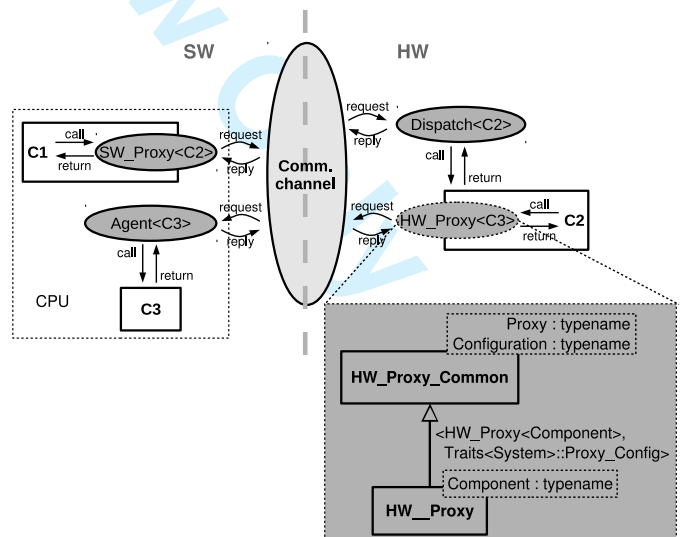 SW
HW
C1
call
return
SW_Proxy<C2>
request
reply
Comm.
channel
request
reply
Dispatch<C2>
call
return
Agent<C3>
request
reply
call
return
C3
CPU
request
reply
HW_Proxy<C3>
call
return
C2
Proxy : typename
Configuration : typename
HW_Proxy_Common
<HW_Proxy<Component>,
Traits<System>::Proxy_Config>
Component : typename
HW__Proxy